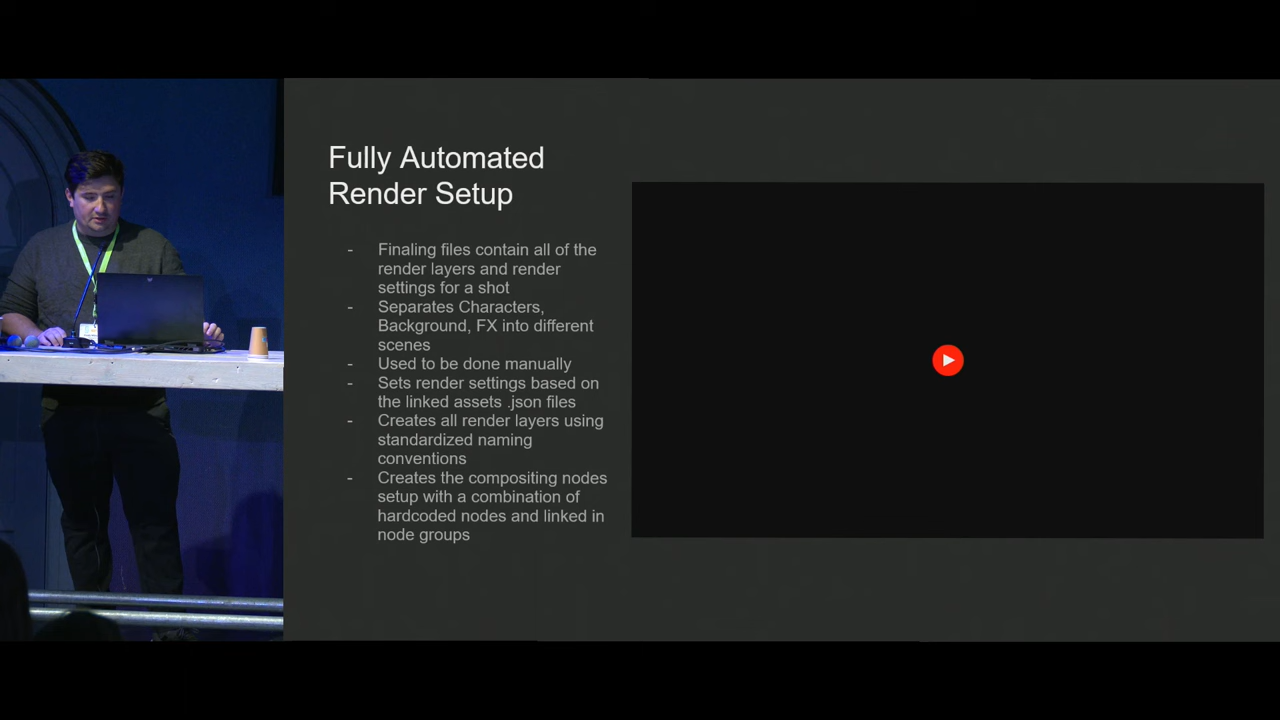 Fully Automated
Render Setup
- Finaling files contain all of the
render layers and render
settings for a shot
- Separates Characters,
Background, FX into different
scenes
- Used to be done manually
- Sets render settings based on
the linked assets .json files
- Creates all render layers using
standardized naming
conventions
- Creates the compositing nodes
setup with a combination of
hardcoded nodes and linked in
node groups